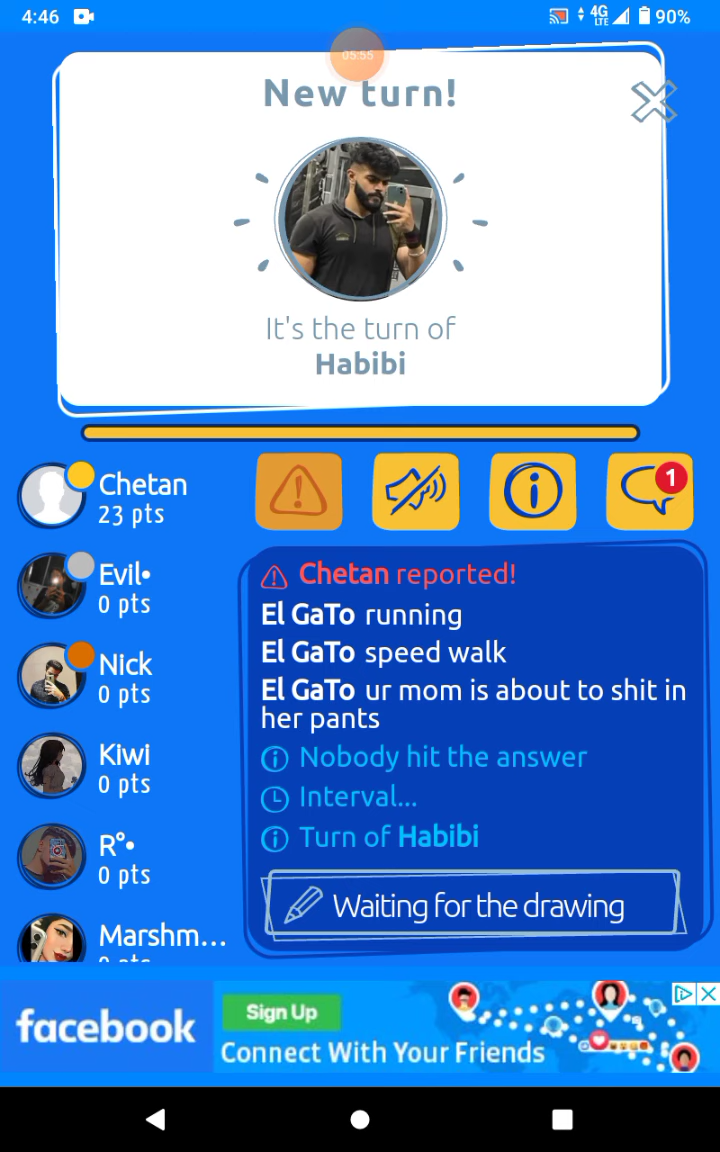 4:46
4G
LTE
90%
05:55
New turn!
It's the turn of
Habibi
Chetan
23 pts
Evil•
0 pts
Nick
0 pts
Kiwi
0 pts
R°•
0 pts
Marshm...
1
Chetan reported!
El GaTo running
El GaTo speed walk
El GaTo ur mom is about to shit in
her pants
Nobody hit the answer
Interval...
Turn of Habibi
Waiting for the drawing
facebook
Sign Up
Connect With Your Friends